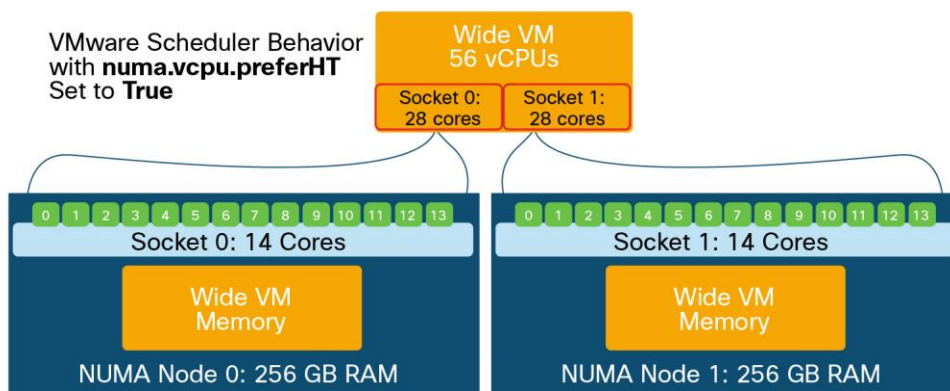 VMware Scheduler Behavior
with numa.vcpu.preferHT
Set to True
Wide VM
56 vCPUs
Socket 0:
28 cores
Socket 1:
28 cores
0 1 2 3 4 5 6 7 8 9 10 11 12 13
Socket 0: 14 Cores
Wide VM
Memory
NUMA Node 0: 256 GB RAM
0 1 2 3 4 5 6 7 8 9 10 11 12 13
Socket 1: 14 Cores
Wide VM
Memory
NUMA Node 1: 256 GB RAM